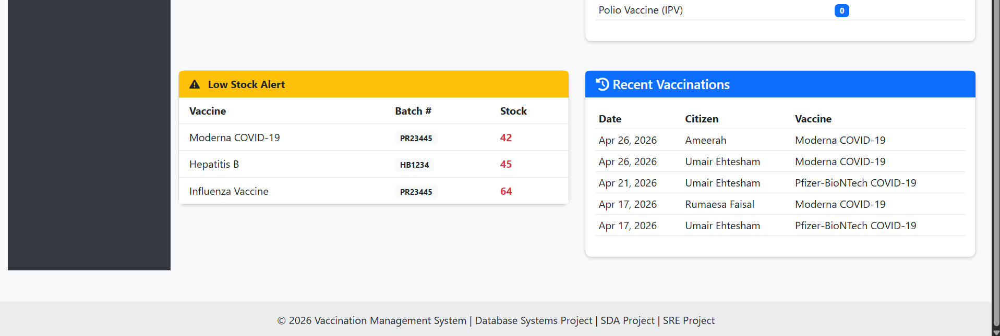 Polio Vaccine (IPV) 0
Low Stock Alert
Vaccine Batch # Stock
Moderna COVID-19 PR23445 42
Hepatitis B HB1234 45
Influenza Vaccine PR23445 64
Recent Vaccinations
Date Citizen Vaccine
Apr 26, 2026 Ameerah Moderna COVID-19
Apr 26, 2026 Umair Ehtesham Moderna COVID-19
Apr 21, 2026 Umair Ehtesham Pfizer-BioNTech COVID-19
Apr 17, 2026 Rumaesa Faisal Moderna COVID-19
Apr 17, 2026 Umair Ehtesham Pfizer-BioNTech COVID-19
© 2026 Vaccination Management System | Database Systems Project | SDA Project | SRE Project